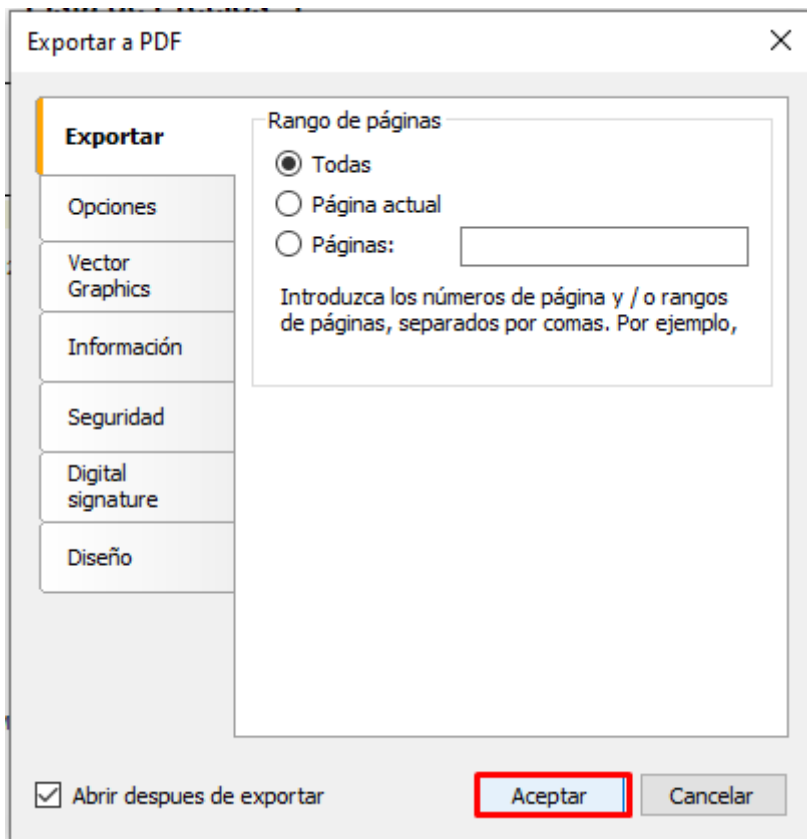 Exportar a PDF
Exportar
Opciones
Vector
Graphics
Información
Seguridad
Digital
signature
Diseño
Rango de páginas
Todas
Página actual
Páginas:
Introduzca los números de página y / o rangos
de páginas, separados por comas. Por ejemplo,
Abrir despues de exportar
Aceptar
Cancelar